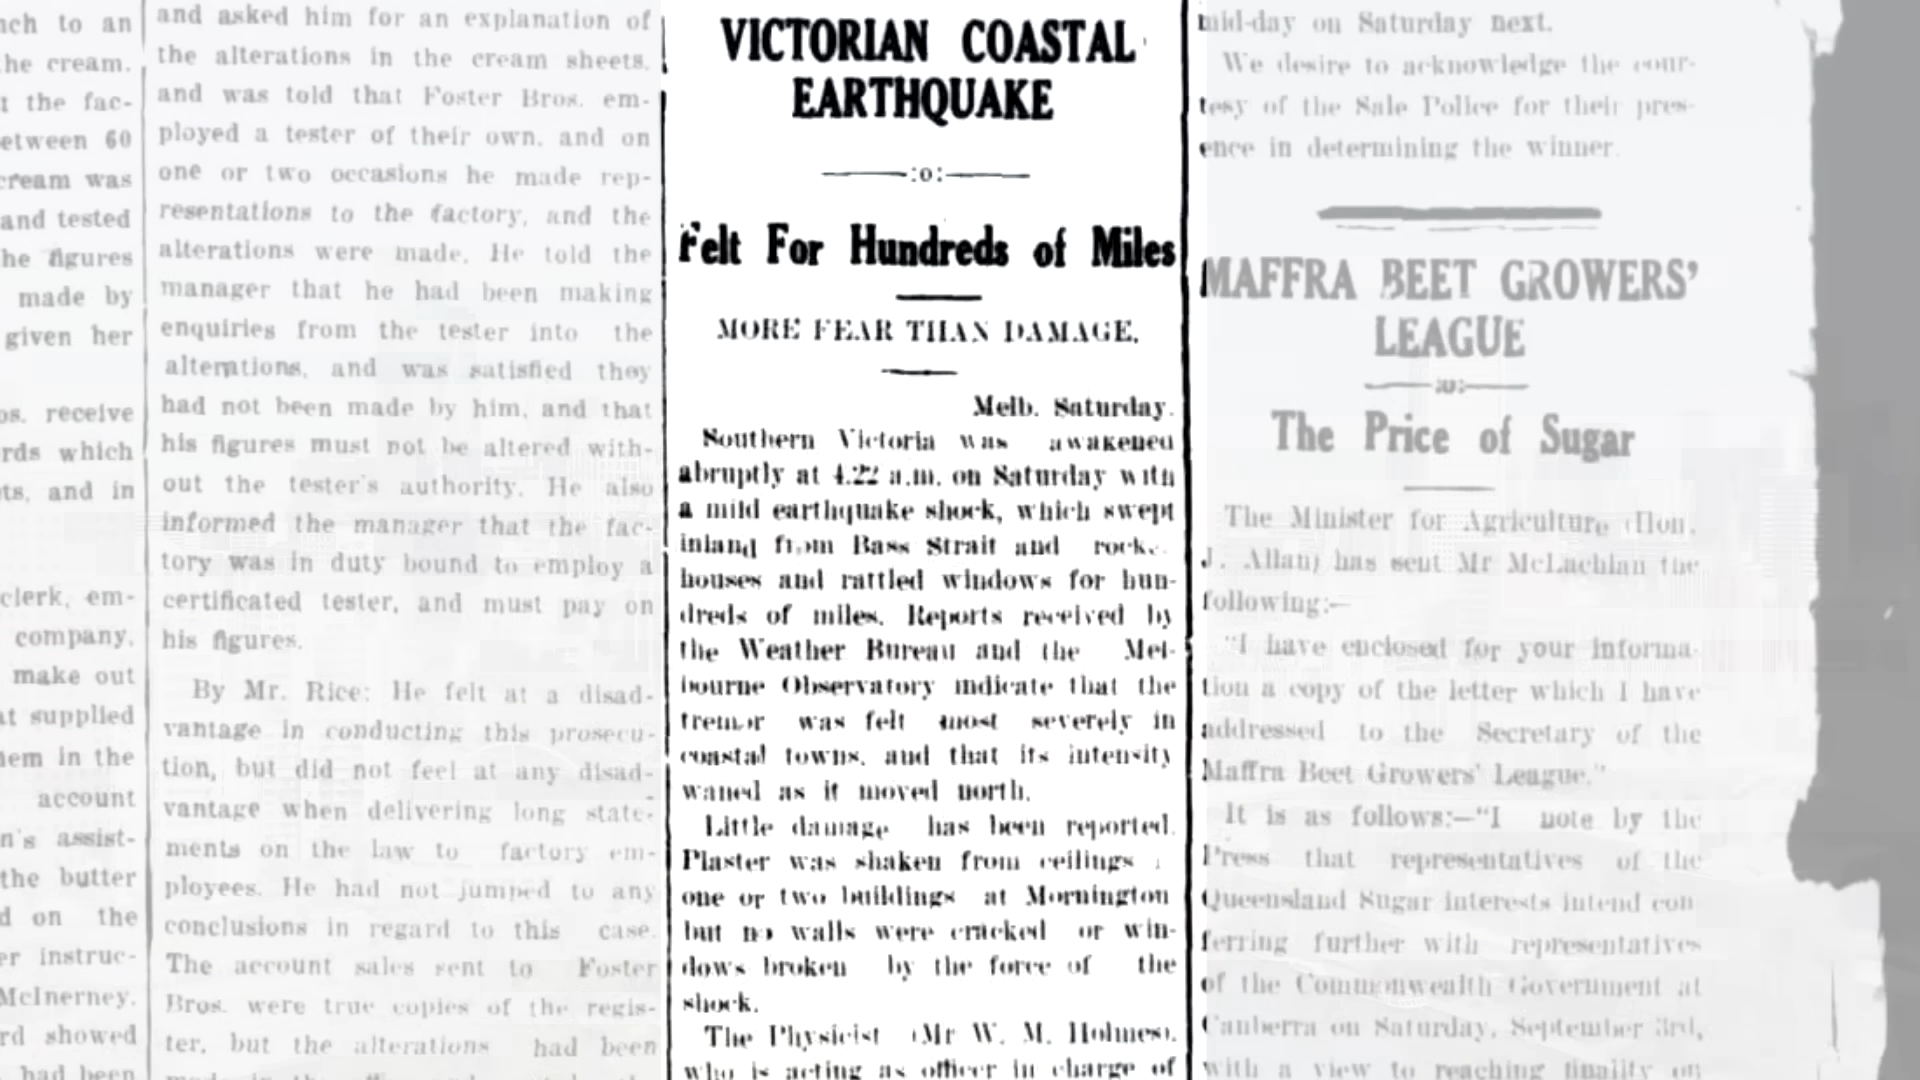 nch to an
he cream.
t the fac-
etween 60
cream was
and tested
he figures
made by
given her
os. receive
rds which
ts, and in
clerk, em-
company,
make out
at supplied
hem in the
account
n's assist-
the butter
d on the
er instruc-
McInerney.
rd showed
had been
and asked him for an explanation of
the alterations in the cream sheets,
and was told that Foster Bros. em-
ployed a tester of their own, and on
one or two occasions he made rep-
resentations to the factory, and the
alterations were made. He told the
manager that he had been making
enquiries from the tester into the
alterations, and was satisfied they
had not been made by him, and that
his figures must not be altered with-
out the tester's authority. He also
informed the manager that the fac-
tory was in duty bound to employ a
certificated tester, and must pay on
his figures.
By Mr. Rice: He felt at a disad-
vantage in conducting this prosecu-
tion, but did not feel at any disad-
vantage when delivering long state-
ments on the law to factory em-
ployees. He had not jumped to any
conclusions in regard to this case.
The account sales sent to Foster
Bros. were true copies of the regis-
ter, but the alterations had been
VICTORIAN COASTAL
EARTHQUAKE
:o:
Felt For Hundreds of Miles
MORE FEAR THAN DAMAGE.
Melb. Saturday.
Southern Victoria was awakened
abruptly at 4.22 a.m. on Saturday with
a mild earthquake shock, which swept
inland from Bass Strait and
houses and rattled windows for hun-
dreds of miles. Reports received by
the Weather Bureau and the Mel-
bourne Observatory indicate that the
tremor was felt most severely in
coastal towns, and that its intensity
waned as it moved north.
Little damage has been reported.
Plaster was shaken from ceilings
one or two buildings at Mornington
but no walls were cracked or win-
dows broken by the force of the
shock.
The Physicist (Mr W. M. Holmes),
who is acting as officer in charge of
mid-day on Saturday next.
We desire to acknowledge the cour-
tesy of the Sale Police for their pres-
ence in determining the winner.
MAFFRA BEET GROWERS'
LEAGUE
:o:
The Price of Sugar
The Minister for Agriculture (Hon.
J. Allan) has sent Mr McLachlan the
following:—
"I have enclosed for your informa-
tion a copy of the letter which I have
addressed to the Secretary of the
Maffra Beet Growers' League."
It is as follows:—"I note by the
Press that representatives of the
Queensland Sugar interests intend con-
ferring further with representatives
of the Commonwealth Government at
Canberra on Saturday, September 3rd,
with a view to reaching finality on